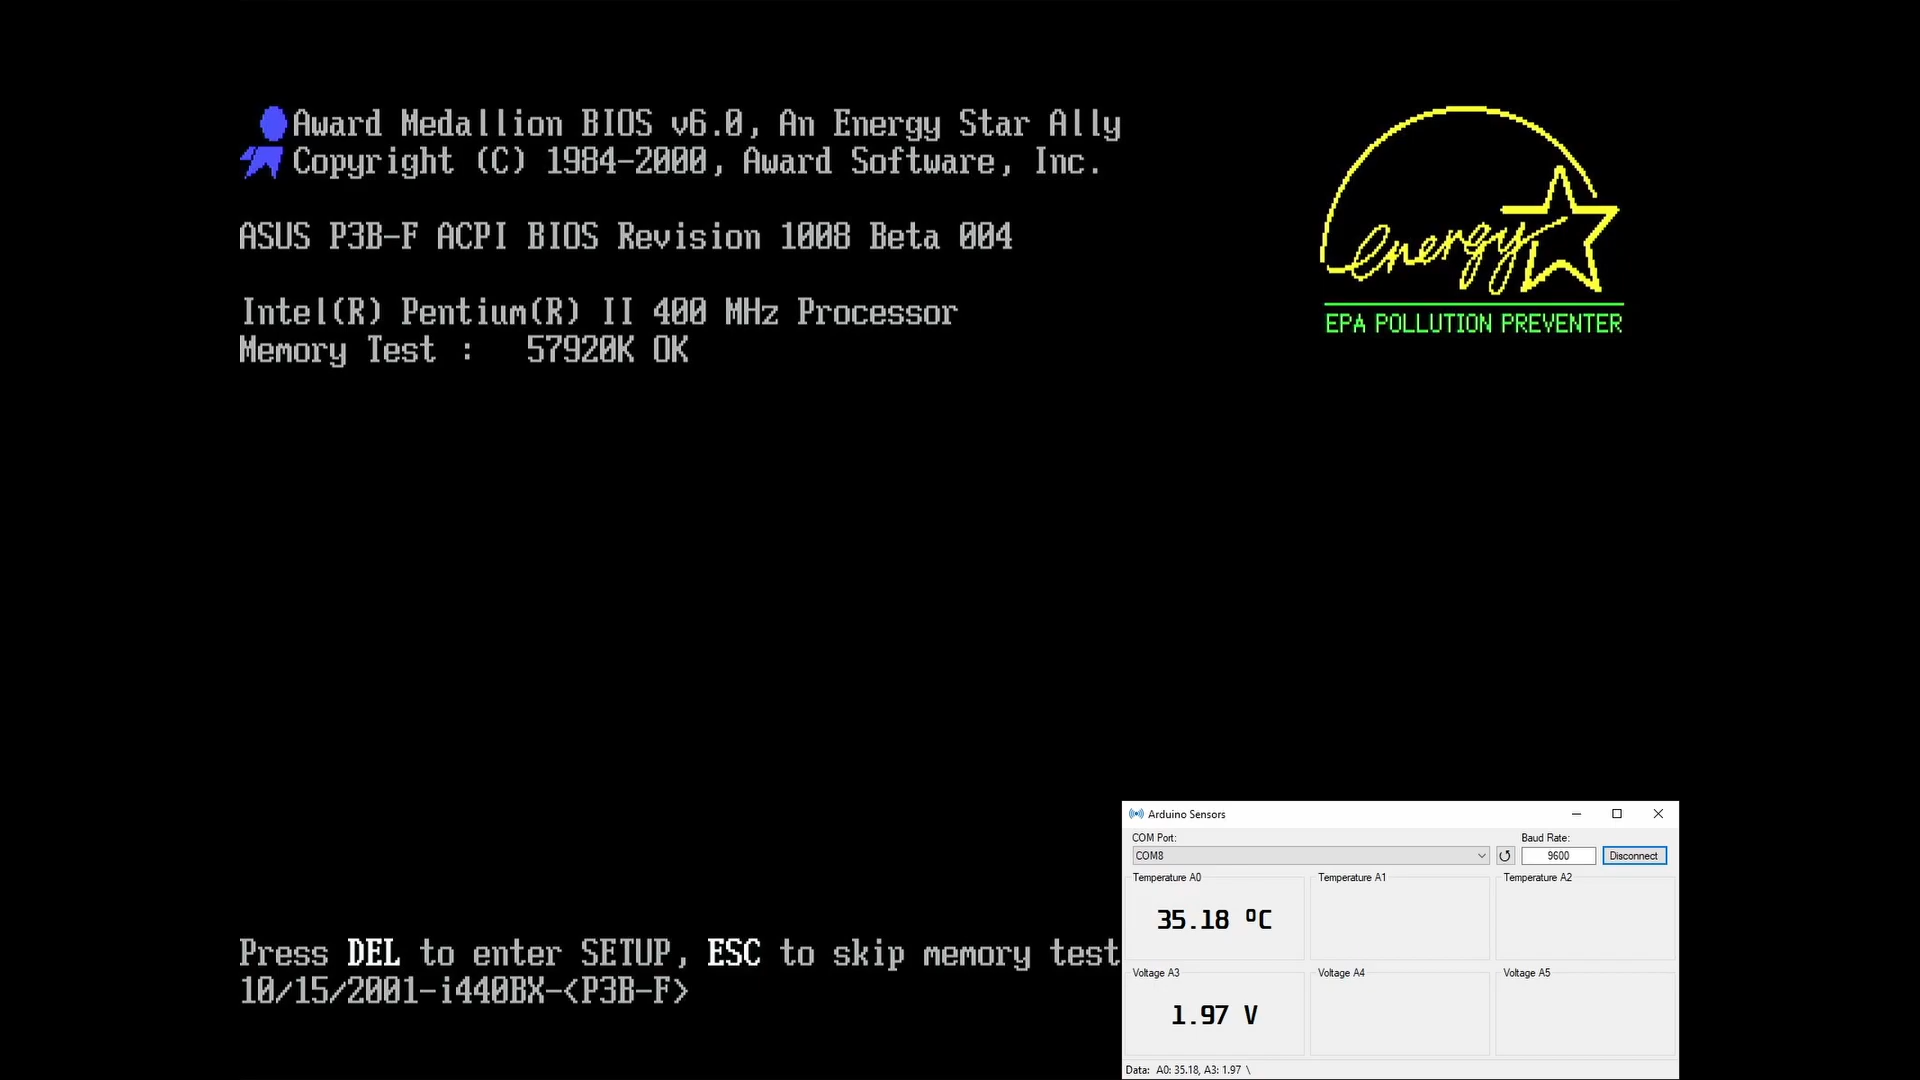 Award Medallion BIOS v6.0, An Energy Star Ally
Copyright (C) 1984-2000, Award Software, Inc.
energy
EPA POLLUTION PREVENTER
ASUS P3B-F ACPI BIOS Revision 1008 Beta 004
Intel(R) Pentium(R) II 400 MHz Processor
Memory Test :   57920K OK
Press DEL to enter SETUP, ESC to skip memory test
10/15/2001-i440BX-<P3B-F>
Arduino Sensors
COM Port:
Baud Rate:
COM8
9600
Disconnect
Temperature A0
Temperature A1
Temperature A2
35.18 ºC
Voltage A3
Voltage A4
Voltage A5
1.97 V
Data: A0: 35.18, A3: 1.97 \